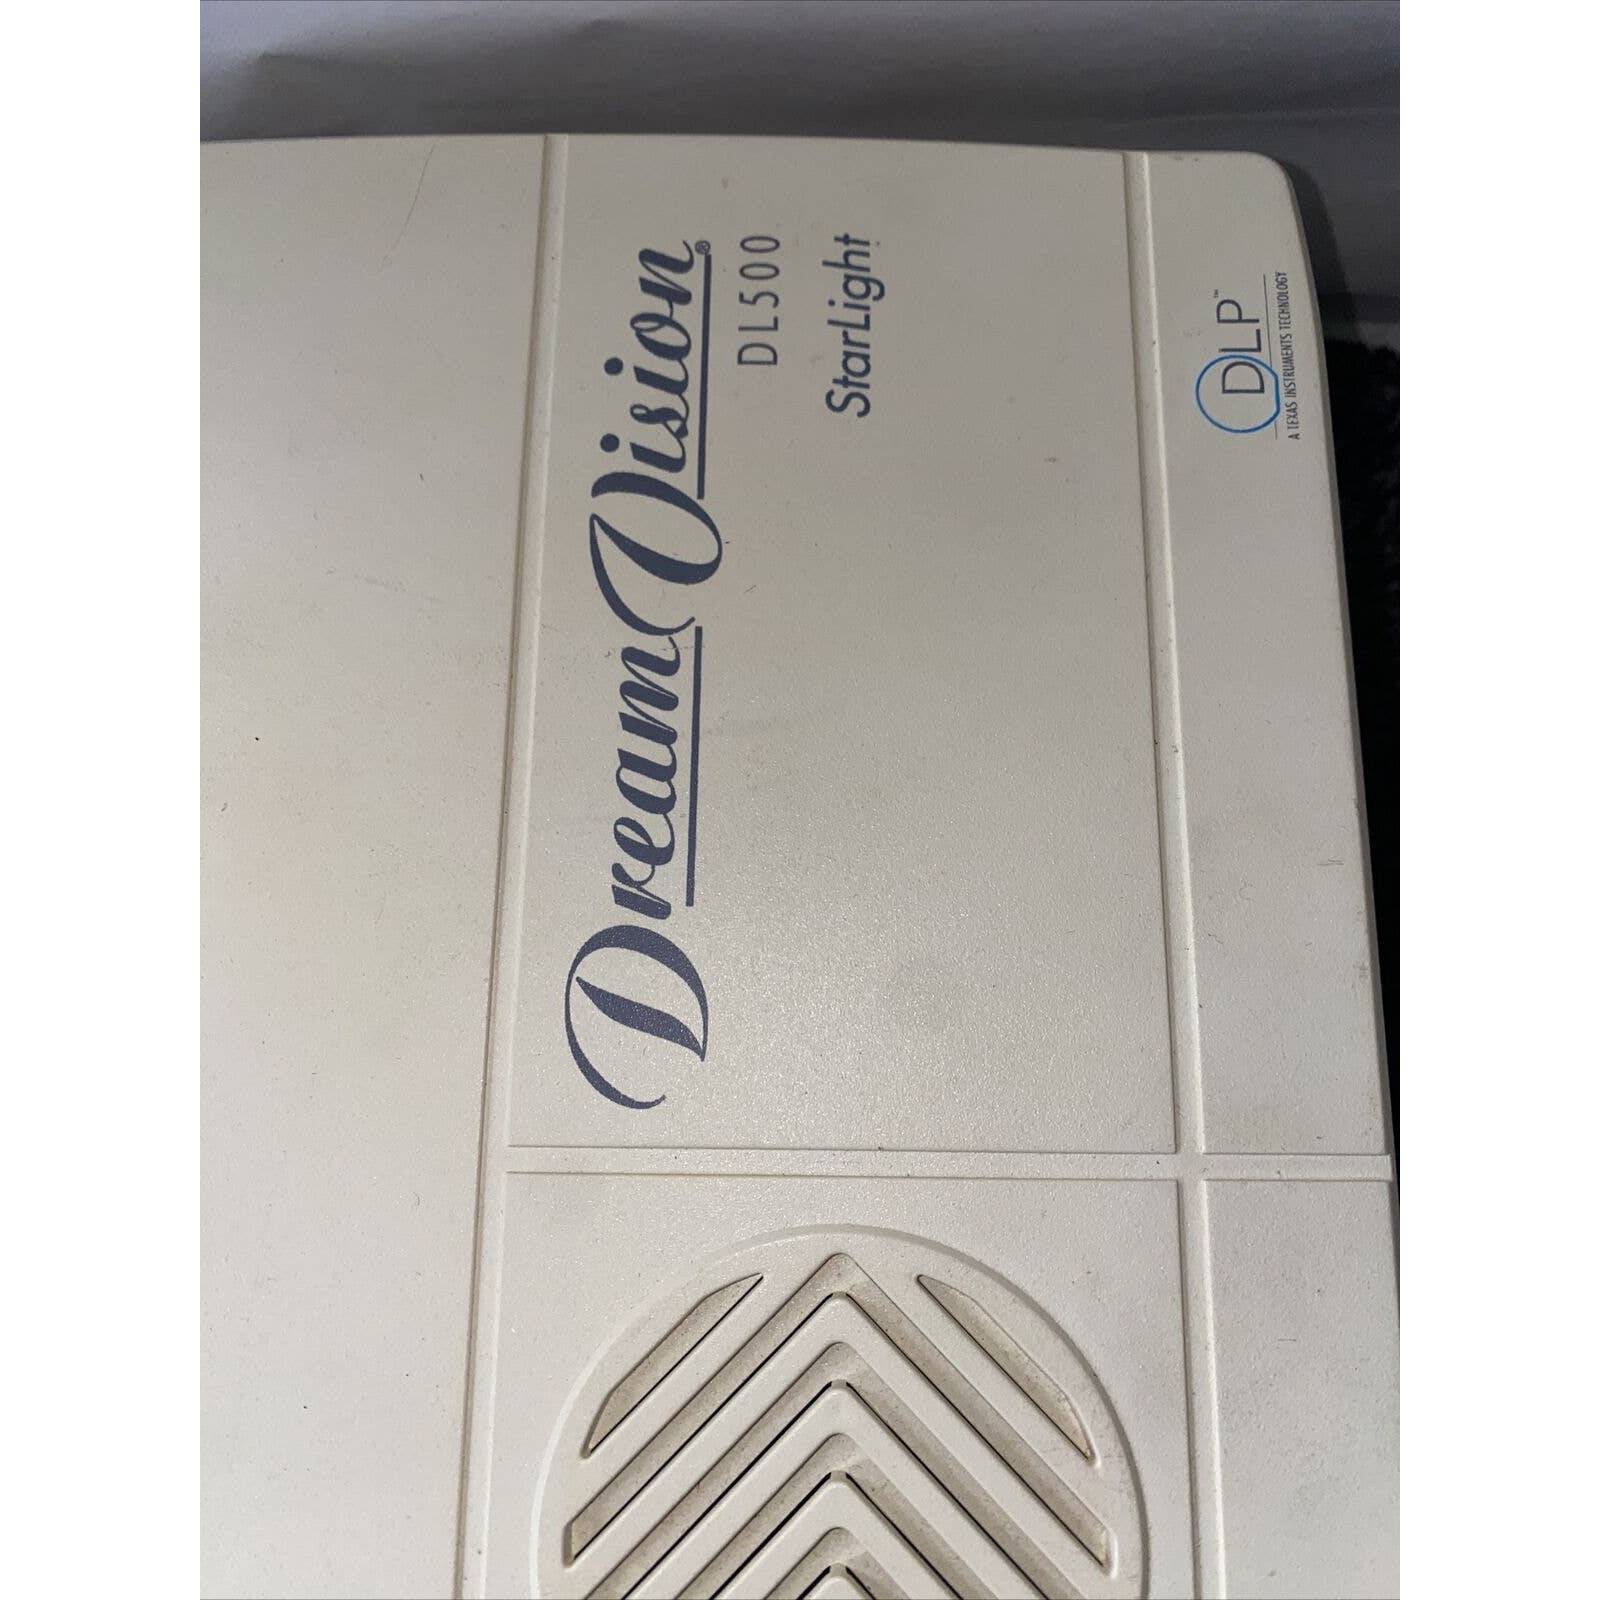 DreamVision®
DL500
StarLight
DLP™
A TEXAS INSTRUMENTS TECHNOLOGY